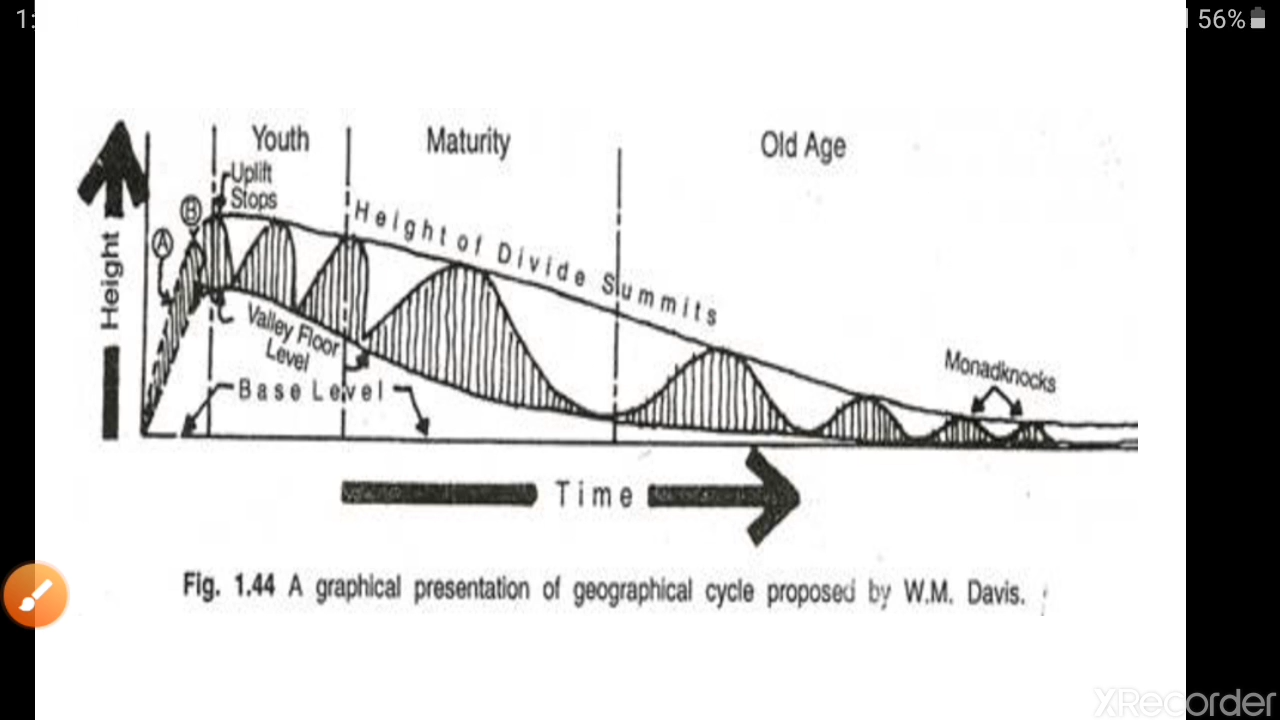 1:
56%
Youth
Maturity
Old Age
Uplift
Stops
B
A
Height of Divide Summits
Height
Valley Floor
Level
Base Level
Monadknocks
Time
Fig. 1.44 A graphical presentation of geographical cycle proposed by W.M. Davis.
XRecorder